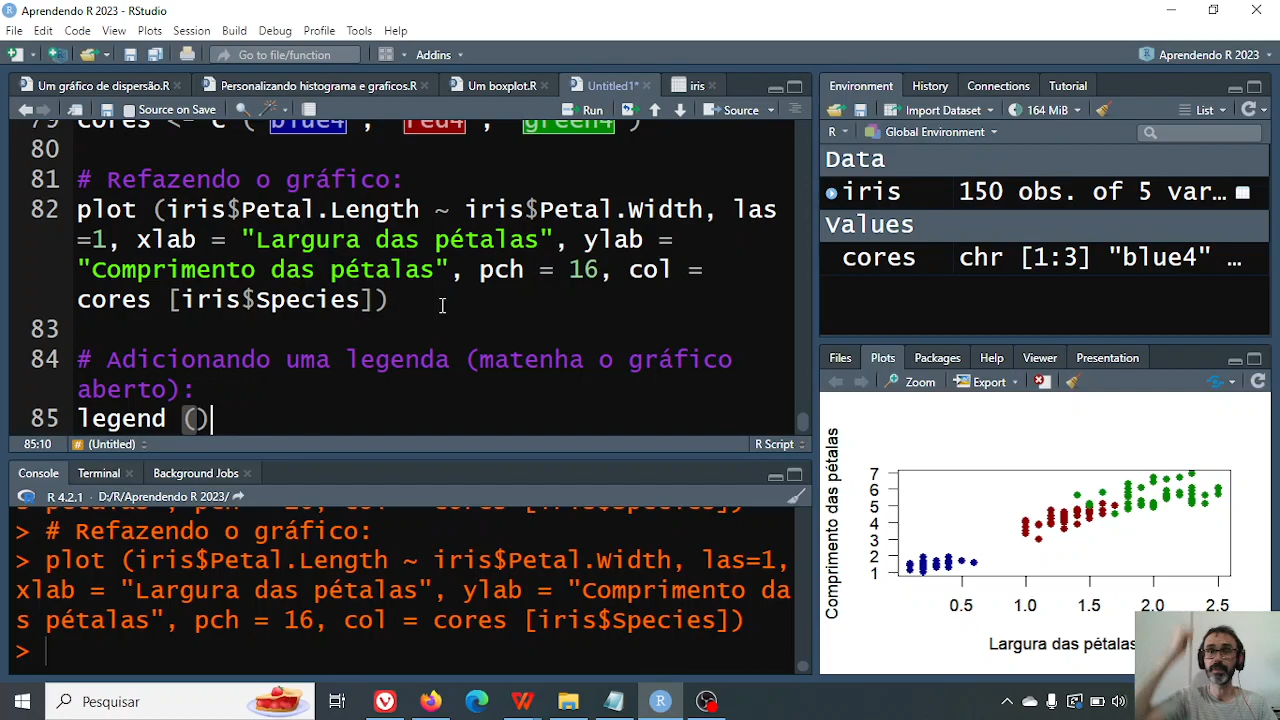 Aprendendo R 2023 - RStudio
File Edit Code View Plots Session Build Debug Profile Tools Help
Go to file/function Addins Aprendendo R 2023
Um gráfico de dispersão.R Personalizando histograma e graficos.R Um boxplot.R Untitled1* iris
Source on Save Run Source
79 cores <- c ( "blue4" , "red4" , "green4" )
80
81 # Refazendo o gráfico:
82 plot (iris$Petal.Length ~ iris$Petal.Width, las
=1, xlab = "Largura das pétalas", ylab =
"Comprimento das pétalas", pch = 16, col =
cores [iris$Species])
83
84 # Adicionando uma legenda (matenha o gráfico
aberto):
85 legend ()
85:10 (Untitled) R Script
Console Terminal Background Jobs
R 4.2.1 · D:/R/Aprendendo R 2023/
> # Refazendo o gráfico:
> plot (iris$Petal.Length ~ iris$Petal.Width, las=1,
xlab = "Largura das pétalas", ylab = "Comprimento da
s pétalas", pch = 16, col = cores [iris$Species])
>
Environment History Connections Tutorial
Import Dataset 164 MiB List
R Global Environment
Data
iris 150 obs. of 5 var…
Values
cores chr [1:3] "blue4" …
Files Plots Packages Help Viewer Presentation
Zoom Export
Comprimento das pétalas
7
6
5
4
3
2
1
0.5 1.0 1.5 2.0 2.5
Largura das pétalas
Pesquisar